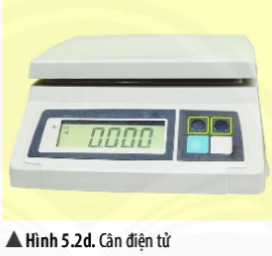 0.000
▲ Hình 5.2d. Cân điện tử